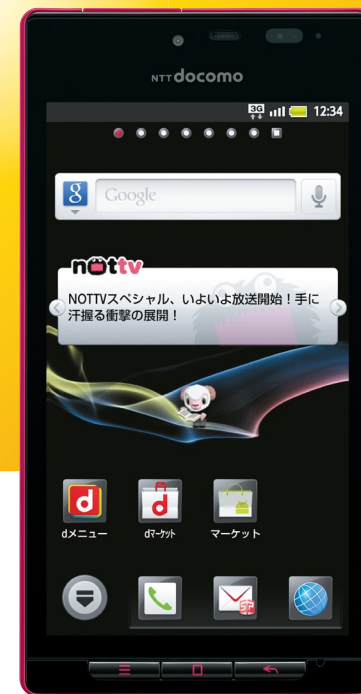 NTT docomo
3G 12:34
g Google
nottv
NOTTVスペシャル、いよいよ放送開始！手に
汗握る衝撃の展開！
d d
dメニュー dマーケット マーケット